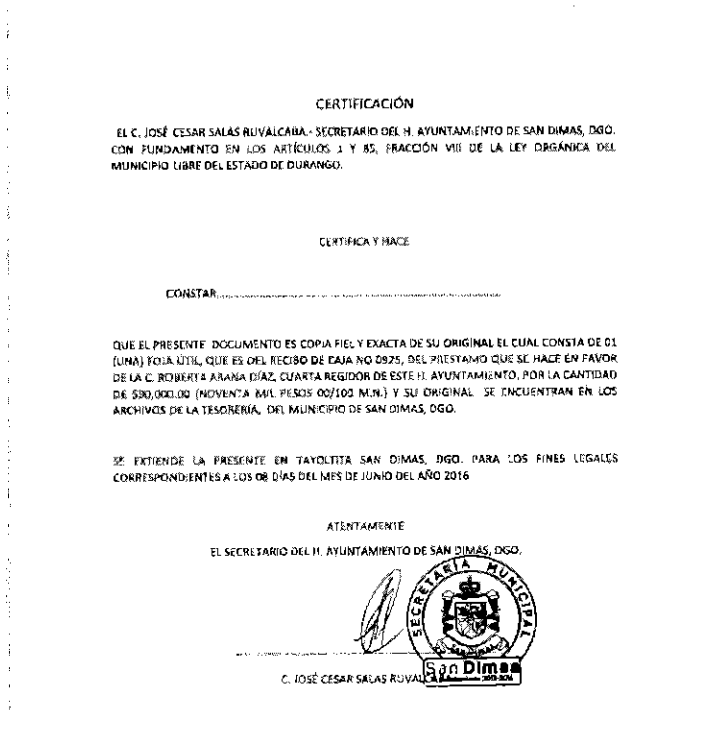 CERTIFICACIÓN
EL C. JOSÉ CESAR SALAS RUVALCABA.- SECRETARIO DEL H. AYUNTAMIENTO DE SAN DIMAS, DGO.
CON FUNDAMENTO EN LOS ARTÍCULOS 1 Y 85, FRACCIÓN VIII DE LA LEY ORGÁNICA DEL
MUNICIPIO LIBRE DEL ESTADO DE DURANGO.
CERTIFICA Y HACE
CONSTAR
QUE EL PRESENTE DOCUMENTO ES COPIA FIEL Y EXACTA DE SU ORIGINAL EL CUAL CONSTA DE 01
(UNA) FOJA ÚTIL, QUE ES DEL RECIBO DE CAJA NO 0925, DEL PRESTAMO QUE SE HACE EN FAVOR
DE LA C. ROBERTA ARANA DÍAZ, CUARTA REGIDOR DE ESTE H. AYUNTAMIENTO, POR LA CANTIDAD
DE $90,000.00 (NOVENTA MIL PESOS 00/100 M.N.) Y SU ORIGINAL SE ENCUENTRAN EN LOS
ARCHIVOS DE LA TESORERÍA, DEL MUNICIPIO DE SAN DIMAS, DGO.
SE EXTIENDE LA PRESENTE EN TAYOLTITA SAN DIMAS, DGO. PARA LOS FINES LEGALES
CORRESPONDIENTES A LOS 08 DÍAS DEL MES DE JUNIO DEL AÑO 2016
ATENTAMENTE
EL SECRETARIO DEL H. AYUNTAMIENTO DE SAN DIMAS, DGO.
SECRETARIA MUNICIPAL
San Dimas
C. JOSÉ CESAR SALAS RUVALCABA